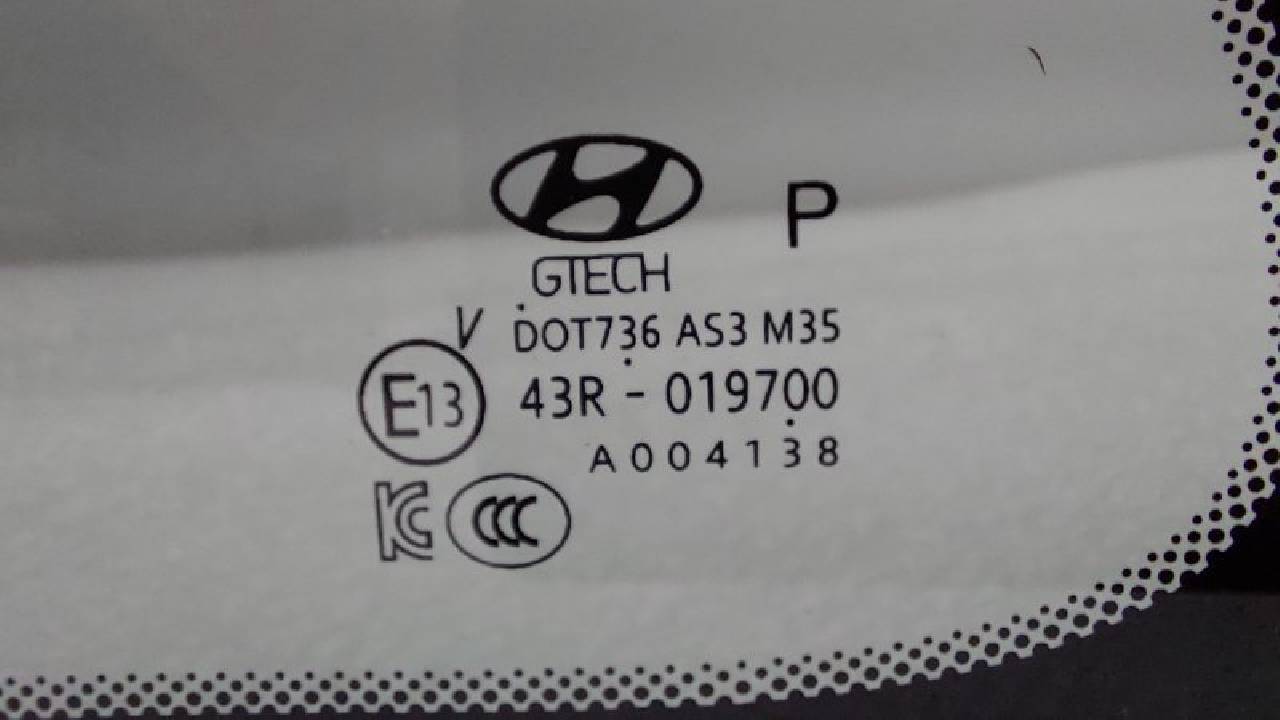 P
GTECH
V DOT736 AS3 M35
E13 43R - 019700
A004138
KC CCC